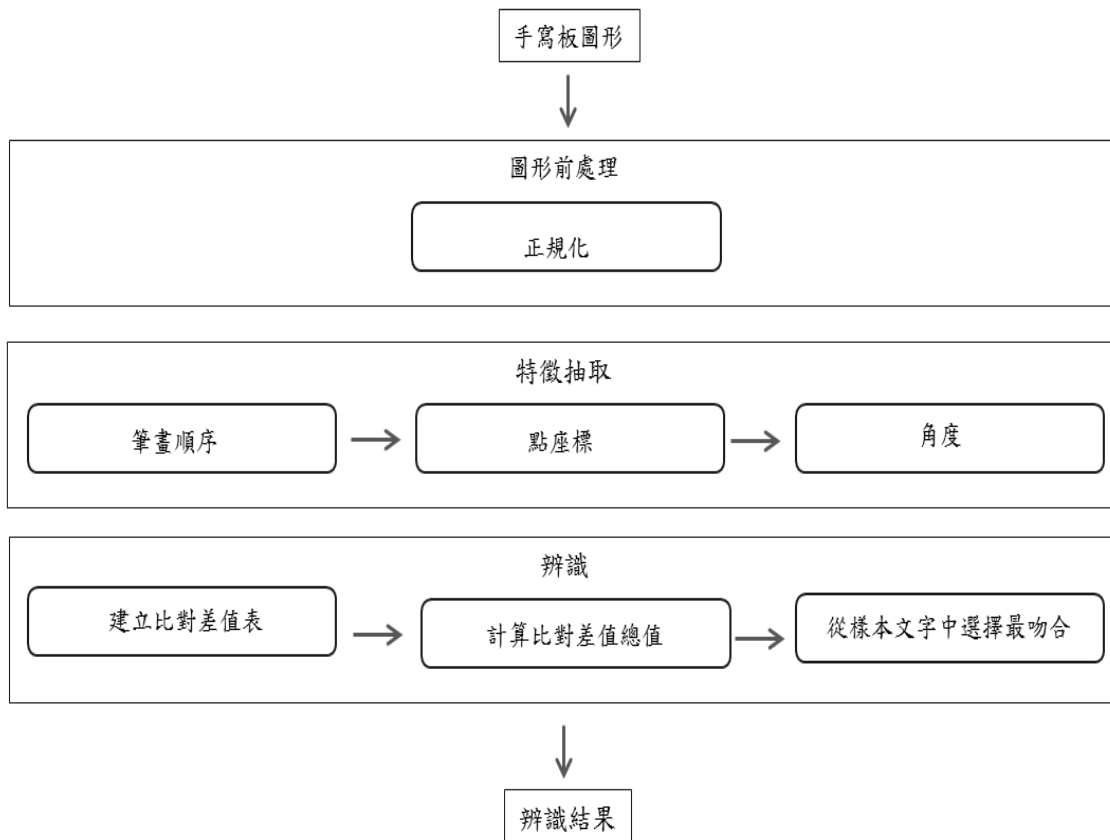 手寫板圖形
圖形前處理
正規化
特徵抽取
筆畫順序
點座標
角度
辨識
建立比對差值表
計算比對差值總值
從樣本文字中選擇最吻合
辨識結果